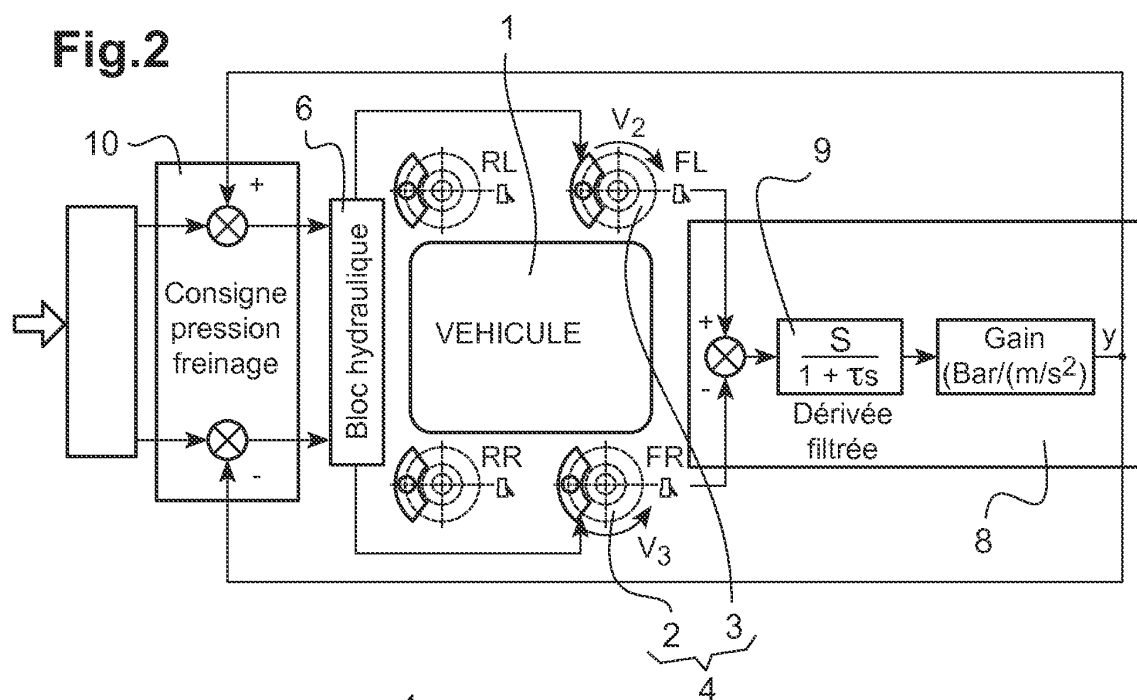 Fig.2
1
10
6
V2
RL
FL
9
+
Consigne
pression
freinage
-
Bloc hydraulique
VEHICULE
+
-
S
1 + τs
Dérivée
filtrée
Gain
(Bar/(m/s²)
y
RR
FR
V3
8
2
3
4